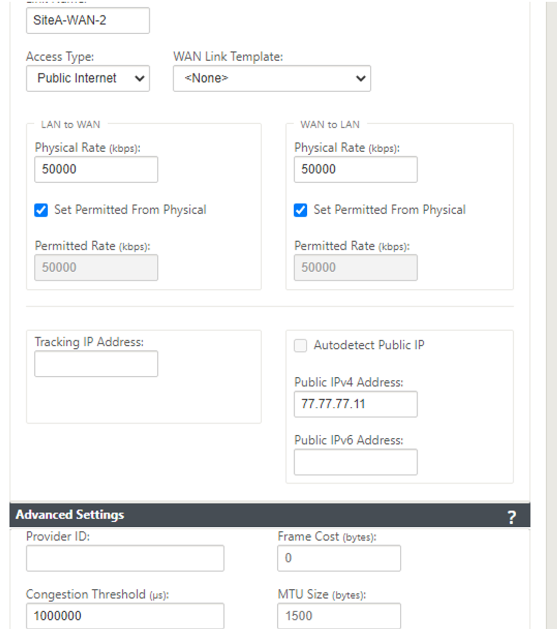 SiteA-WAN-2
Access Type: WAN Link Template:
Public Internet <None>
LAN to WAN WAN to LAN
Physical Rate (kbps): Physical Rate (kbps):
50000 50000
Set Permitted From Physical Set Permitted From Physical
Permitted Rate (kbps): Permitted Rate (kbps):
50000 50000
Tracking IP Address: Autodetect Public IP
Public IPv4 Address:
77.77.77.11
Public IPv6 Address:
Advanced Settings ?
Provider ID: Frame Cost (bytes):
0
Congestion Threshold (µs): MTU Size (bytes):
1000000 1500